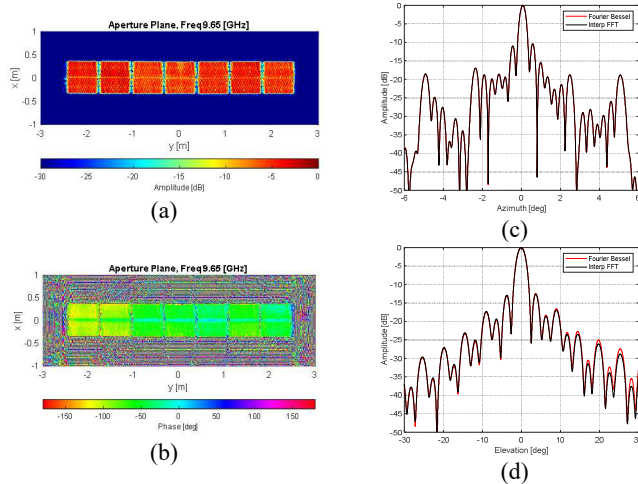 Aperture Plane, Freq9.65 [GHz]
1
0.5
0
-0.5
-1
x [m]
-3 -2 -1 0 1 2 3
y [m]
-30 -25 -20 -15 -10 -5 0
Amplitude [dB]
(a)
Aperture Plane, Freq9.65 [GHz]
1
0.5
0
-0.5
-1
x [m]
-3 -2 -1 0 1 2 3
y [m]
-150 -100 -50 0 50 100 150
Phase [deg]
(b)
0
-5
-10
-15
-20
-25
-30
-35
-40
-45
-50
Amplitude [dB]
Fourier Bessel
Interp FFT
-6 -4 -2 0 2 4 6
Azimuth [deg]
(c)
0
-5
-10
-15
-20
-25
-30
-35
-40
-45
-50
Amplitude [dB]
Fourier Bessel
Interp FFT
-30 -20 -10 0 10 20 30
Elevation [deg]
(d)